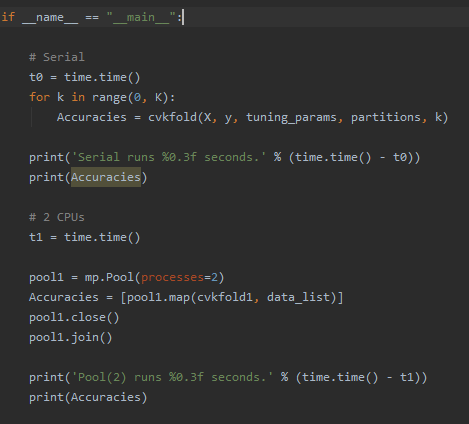 if __name__ == "__main__":
# Serial
t0 = time.time()
for k in range(0, K):
Accuracies = cvkfold(X, y, tuning_params, partitions, k)
print('Serial runs %0.3f seconds.' % (time.time() - t0))
print(Accuracies)
# 2 CPUs
t1 = time.time()
pool1 = mp.Pool(processes=2)
Accuracies = [pool1.map(cvkfold1, data_list)]
pool1.close()
pool1.join()
print('Pool(2) runs %0.3f seconds.' % (time.time() - t1))
print(Accuracies)